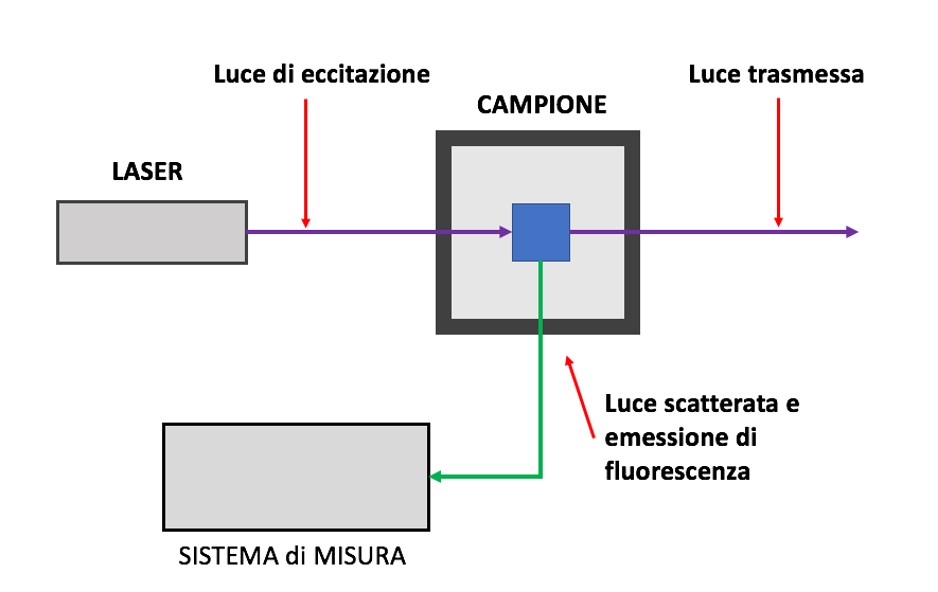 Luce di eccitazione
Luce trasmessa
CAMPIONE
LASER
Luce scatterata e
emessione di
fluorescenza
SISTEMA di MISURA